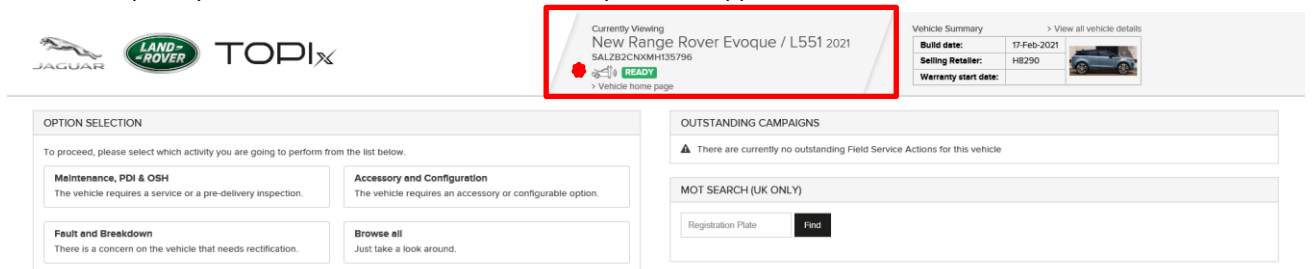 Currently Viewing
New Range Rover Evoque / L551 2021
SALZB2CNXMH135796
READY
> Vehicle home page
Vehicle Summary > View all vehicle details
Build date: 17-Feb-2021
Selling Retailer: H8290
Warranty start date:
JAGUAR
LAND-
-ROVER
TOPIx
OPTION SELECTION
To proceed, please select which activity you are going to perform from the list below.
Maintenance, PDI & OSH
The vehicle requires a service or a pre-delivery inspection.
Accessory and Configuration
The vehicle requires an accessory or configurable option.
Fault and Breakdown
There is a concern on the vehicle that needs rectification.
Browse all
Just take a look around.
OUTSTANDING CAMPAIGNS
There are currently no outstanding Field Service Actions for this vehicle
MOT SEARCH (UK ONLY)
Registration Plate Find